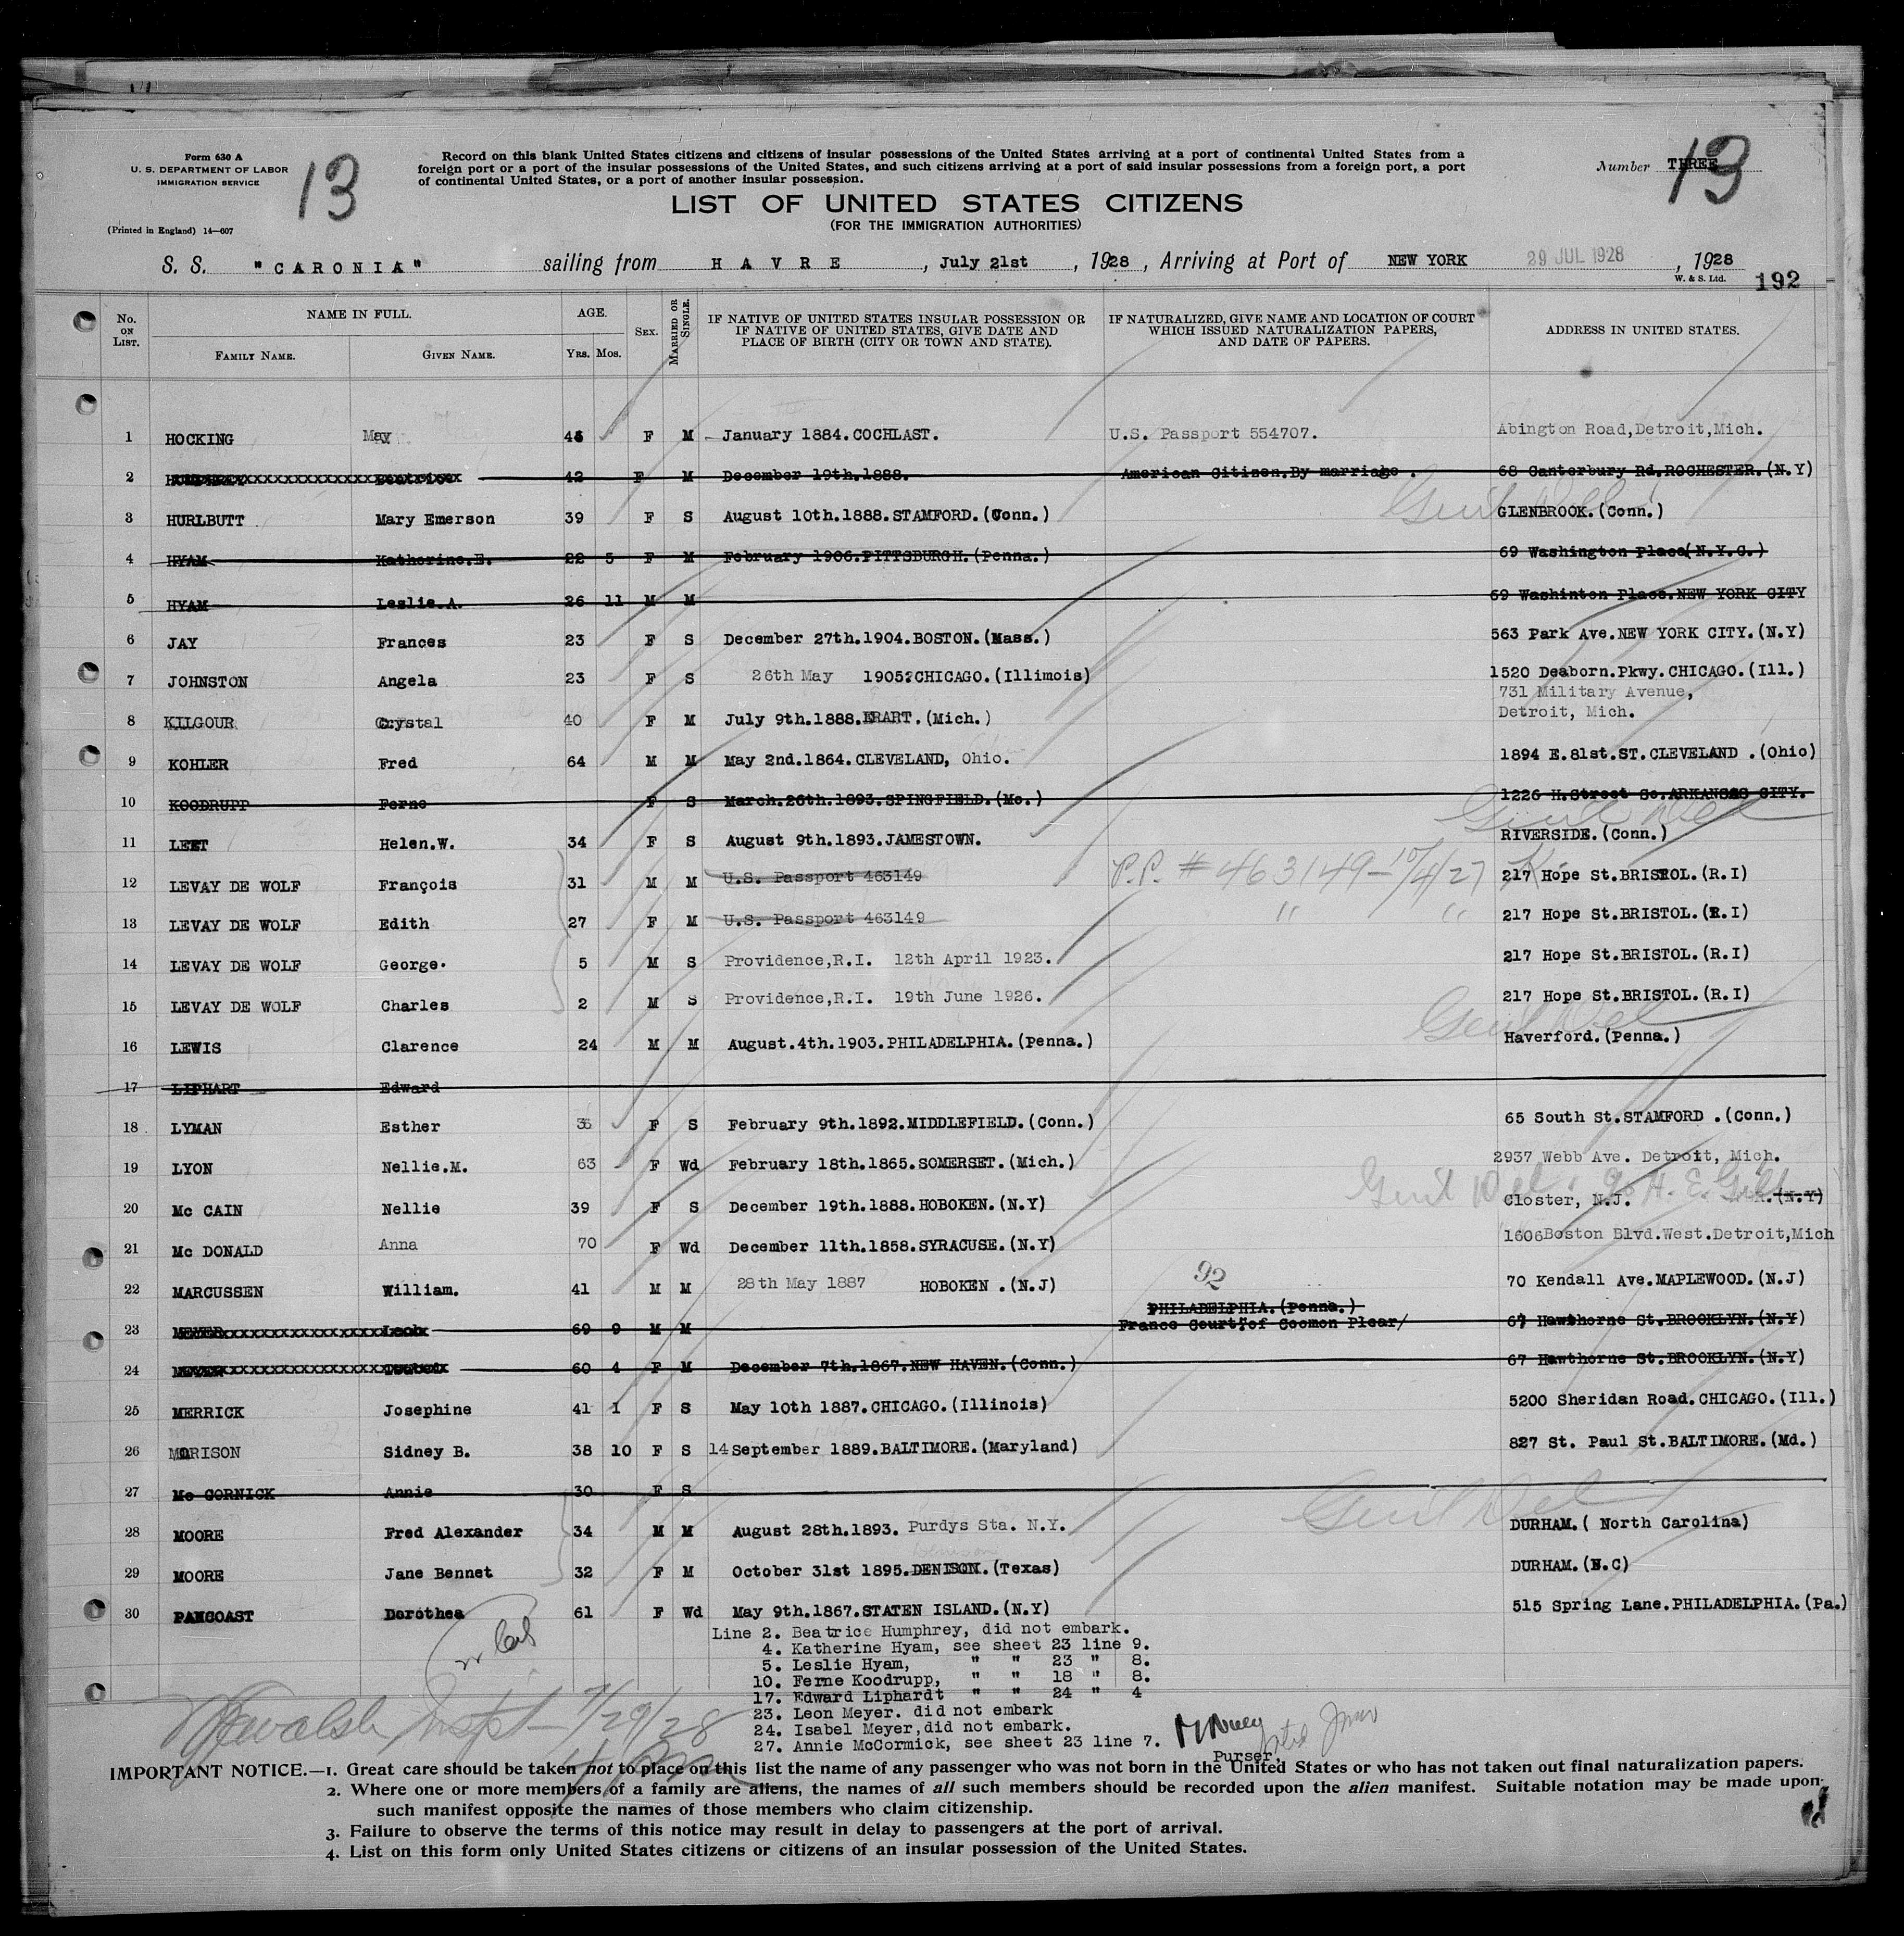 Form 630 A
U. S. DEPARTMENT OF LABOR
IMMIGRATION SERVICE
(Printed in England) 14—607
13
Record on this blank United States citizens and citizens of insular possessions of the United States arriving at a port of continental United States from a
foreign port or a port of the insular possessions of the United States, and such citizens arriving at a port of said insular possessions from a foreign port, a port
of continental United States, or a port of another insular possession.
Number THREE
13
LIST OF UNITED STATES CITIZENS
(FOR THE IMMIGRATION AUTHORITIES)
S. S. "CARONIA" sailing from HAVRE, July 21st, 1928, Arriving at Port of NEW YORK 29 JUL 1928, 1928
W. & S. Ltd. 192
No. ON LIST. NAME IN FULL. FAMILY NAME. GIVEN NAME. AGE. Yrs. Mos. SEX. MARRIED OR SINGLE. IF NATIVE OF UNITED STATES INSULAR POSSESSION OR IF NATIVE OF UNITED STATES, GIVE DATE AND PLACE OF BIRTH (CITY OR TOWN AND STATE). IF NATURALIZED, GIVE NAME AND LOCATION OF COURT WHICH ISSUED NATURALIZATION PAPERS, AND DATE OF PAPERS. ADDRESS IN UNITED STATES.
1 HOCKING May F M January 1884.COCHLAST. U.S. Passport 554707. Abington Road,Detroit,Mich.
2 42 F M December 19th.1888. American Citizen.By marriage . 68 Canterbury Rd.ROCHESTER.(N.Y)
3 HURLBUTT Mary Emerson 39 F S August 10th.1888.STAMFORD.(Conn.) GLENBROOK.(Conn.)
4 HYAM Katherine.E. 22 5 F M February 1906.PITTSBURGH.(Penna.) 69 Washington Place(N.Y.C.)
5 HYAM Leslie.A. 26 11 M M 69 Washinton Place.NEW YORK CITY
6 JAY Frances 23 F S December 27th.1904.BOSTON.(Mass.) 563 Park Ave.NEW YORK CITY.(N.Y)
7 JOHNSTON Angela 23 F S 26th May 1905?CHICAGO.(Illimois) 1520 Deaborn.Pkwy.CHICAGO.(Ill.)
8 KILGOUR Crystal 40 F M July 9th.1888. (Mich.) 731 Military Avenue,
Detroit, Mich.
9 KOHLER Fred 64 M M May 2nd.1864.CLEVELAND, Ohio. 1894 E.81st.ST.CLEVELAND .(Ohio)
10 KOODRUPP Ferne F S March.26th.1893.SPINGFIELD.(Mo.) 1226 H.Street So.ARKANSAS CITY.
11 LEET Helen.W. 34 F S August 9th.1893.JAMESTOWN. RIVERSIDE.(Conn.)
12 LEVAY DE WOLF François 31 M M U.S. Passport 463149 P.P. # 463149 - 10/4/27 217 Hope St.BRISTOL.(R.I)
13 LEVAY DE WOLF Edith 27 F M U.S. Passport 463149 " " 217 Hope St.BRISTOL.(R.I)
14 LEVAY DE WOLF George. 5 M S Providence,R.I. 12th April 1923. 217 Hope St.BRISTOL.(R.I)
15 LEVAY DE WOLF Charles 2 M S Providence,R.I. 19th June 1926. 217 Hope St.BRISTOL.(R.I)
16 LEWIS Clarence 24 M M August.4th.1903.PHILADELPHIA.(Penna.) Haverford.(Penna.)
17 LIPHART Edward
18 LYMAN Esther F S February 9th.1892.MIDDLEFIELD.(Conn.) 65 South St.STAMFORD .(Conn.)
19 LYON Nellie.M. 63 F Wd February 18th.1865.SOMERSET.(Mich.) 2937 Webb Ave. Detroit, Mich.
20 Mc CAIN Nellie 39 F S December 19th.1888.HOBOKEN.(N.Y) Closter, N.J. (N.Y)
21 Mc DONALD Anna 70 F Wd December 11th.1858.SYRACUSE.(N.Y) 1606Boston Blvd.West.Detroit,Mich
22 MARCUSSEN William. 41 M M 28th May 1887 HOBOKEN .(N.J) 92 70 Kendall Ave.MAPLEWOOD.(N.J)
23 69 9 M M PHILADELPHIA.(Penna.)
France Court"of Coomon Plear/ 67 Hawthorne St.BROOKLYN.(N.Y)
24 60 4 F M December 7th.1867.NEW HAVEN.(Conn.) 67 Hawthorne St.BROOKLYN.(N.Y)
25 MERRICK Josephine 41 1 F S May 10th 1887.CHICAGO.(Illinois) 5200 Sheridan Road.CHICAGO.(Ill.)
26 MORISON Sidney B. 38 10 F S 14September 1889.BALTIMORE.(Maryland) 827 St. Paul St.BALTIMORE.(Md.)
27 Mc CORNICK Annie 30 F S
28 MOORE Fred Alexander 34 M M August 28th.1893. Purdys Sta. N.Y. DURHAM.( North Carolina)
29 MOORE Jane Bennet 32 F M October 31st 1895.DENISON.(Texas) DURHAM.(N.C)
30 PANCOAST Dorothea 61 F Wd May 9th.1867.STATEN ISLAND.(N.Y) 515 Spring Lane.PHILADELPHIA.(Pa.)
Line 2. Beatrice Humphrey, did not embark.
4. Katherine Hyam, see sheet 23 line 9.
5. Leslie Hyam, " " 23 " 8.
10. Ferne Koodrupp, " " 18 " 8.
17. Edward Liphardt " " 24 " 4
23. Leon Meyer. did not embark
24. Isabel Meyer,did not embark.
27. Annie McCormick, see sheet 23 line 7.
Walsh Inspt - 7/29/28
Purser,
IMPORTANT NOTICE.—1. Great care should be taken not to place on this list the name of any passenger who was not born in the United States or who has not taken out final naturalization papers.
2. Where one or more members of a family are aliens, the names of all such members should be recorded upon the alien manifest. Suitable notation may be made upon
such manifest opposite the names of those members who claim citizenship.
3. Failure to observe the terms of this notice may result in delay to passengers at the port of arrival.
4. List on this form only United States citizens or citizens of an insular possession of the United States.